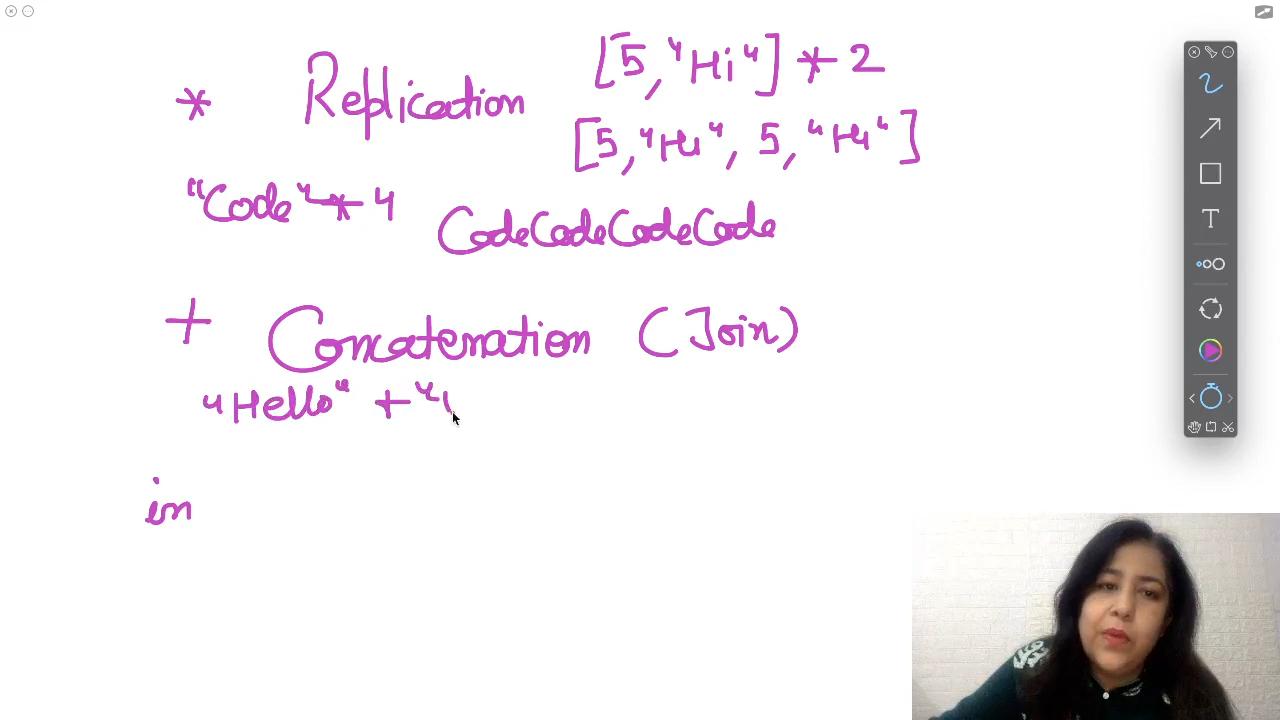 * Replication [5, "Hi"] * 2
[5, "Hi", 5, "Hi"]
"Code" * 4 CodeCodeCodeCode
+ Concatenation (Join)
"Hello" + "
in
T